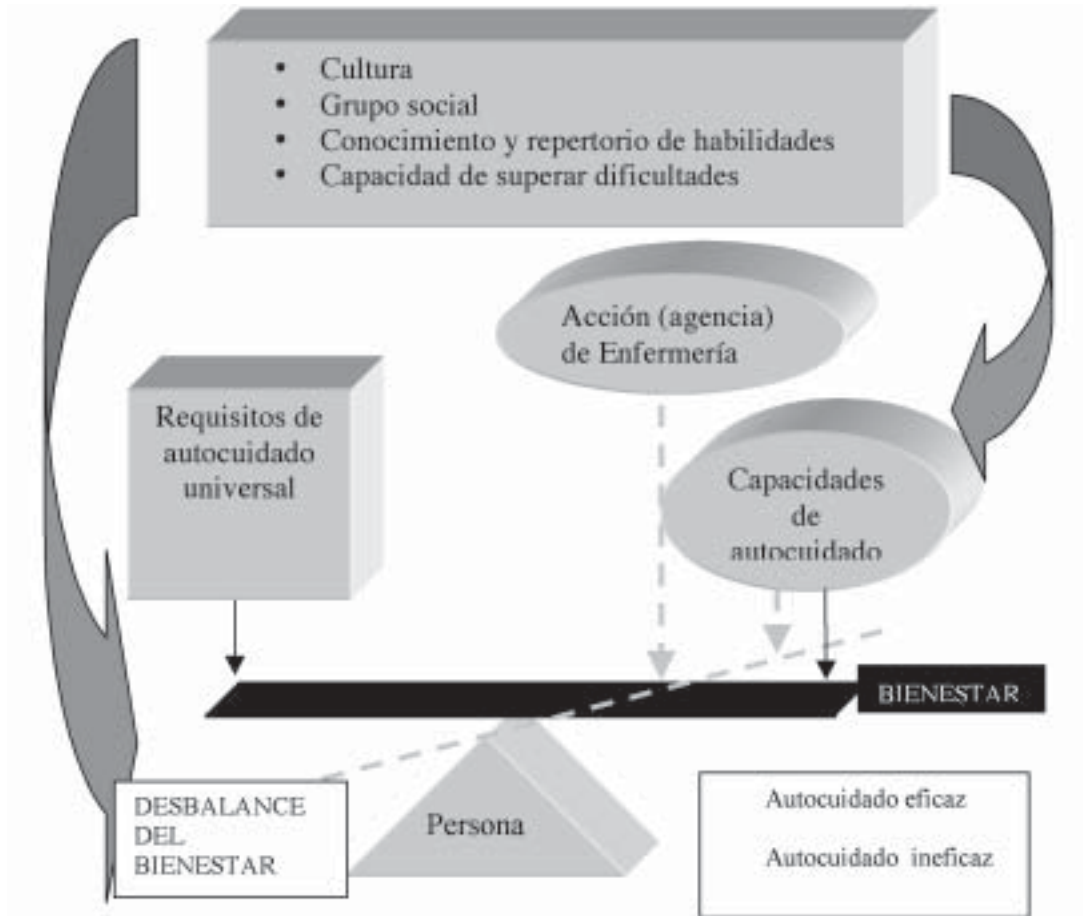 • Cultura
• Grupo social
• Conocimiento y repertorio de habilidades
• Capacidad de superar dificultades
Acción (agencia)
de Enfermería
Requisitos de
autocuidado
universal
Capacidades
de
autocuidado
BIENESTAR
DESBALANCE
DEL
BIENESTAR
Persona
Autocuidado eficaz
Autocuidado ineficaz